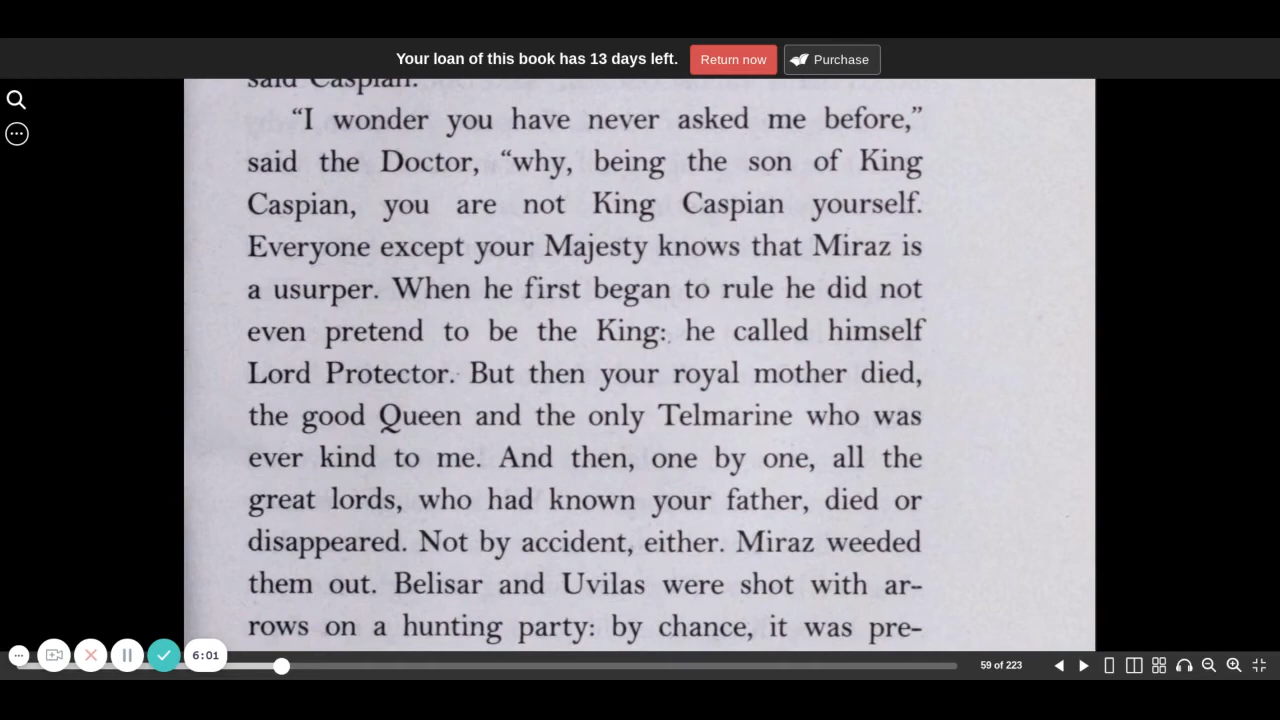 Your loan of this book has 13 days left. Return now Purchase
said Caspian.
“I wonder you have never asked me before,”
said the Doctor, “why, being the son of King
Caspian, you are not King Caspian yourself.
Everyone except your Majesty knows that Miraz is
a usurper. When he first began to rule he did not
even pretend to be the King: he called himself
Lord Protector. But then your royal mother died,
the good Queen and the only Telmarine who was
ever kind to me. And then, one by one, all the
great lords, who had known your father, died or
disappeared. Not by accident, either. Miraz weeded
them out. Belisar and Uvilas were shot with ar-
rows on a hunting party: by chance, it was pre-
6:01
59 of 223